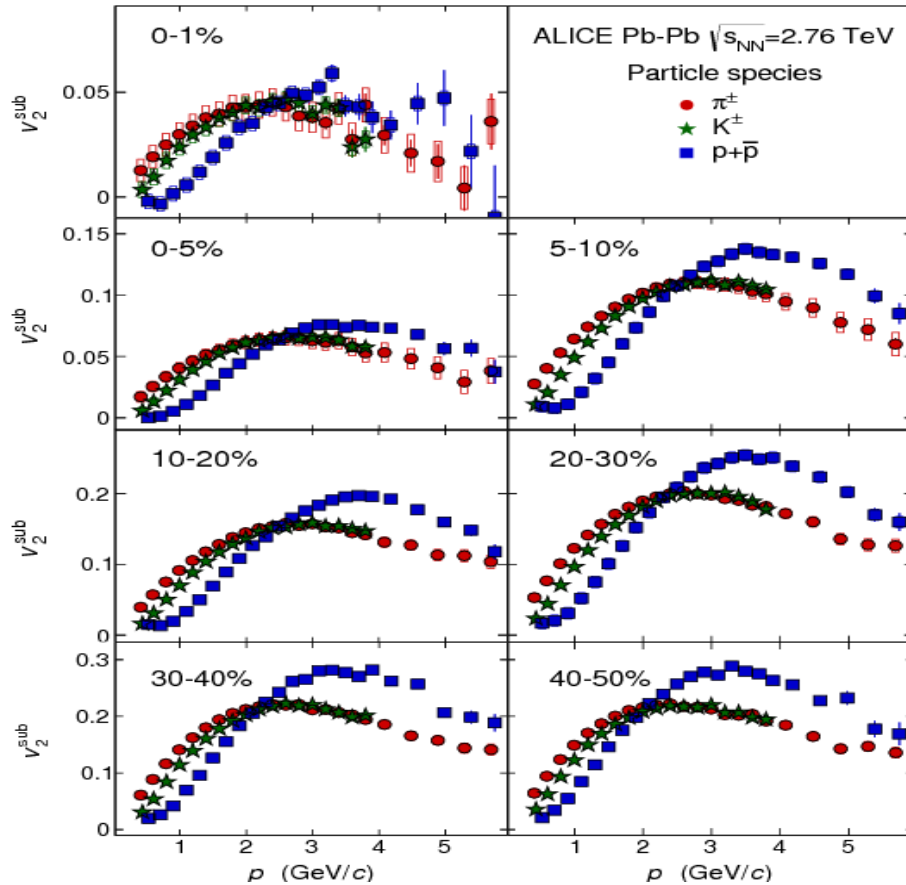 0-1%
ALICE Pb-Pb √sNN=2.76 TeV
Particle species
π±
K±
p+p̅
0.05
0
v2sub
0-5%
5-10%
0.15
0.1
0.05
0
v2sub
10-20%
20-30%
0.2
0.1
0
v2sub
30-40%
40-50%
0.3
0.2
0.1
0
v2sub
1 2 3 4 5 1 2 3 4 5
p (GeV/c) p (GeV/c)